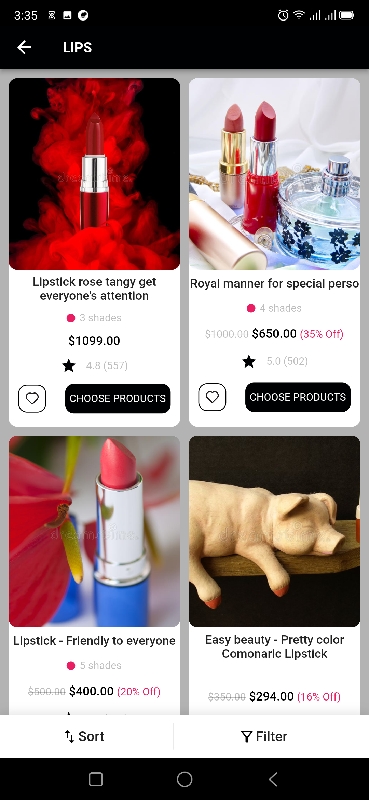 3:35
LIPS
Lipstick rose tangy get
everyone's attention
3 shades
$1099.00
4.8 (557)
CHOOSE PRODUCTS
Royal manner for special perso
4 shades
$1000.00 $650.00 (35% Off)
5.0 (502)
CHOOSE PRODUCTS
Lipstick - Friendly to everyone
5 shades
$500.00 $400.00 (20% Off)
Easy beauty - Pretty color
Comonaric Lipstick
$350.00 $294.00 (16% Off)
Sort
Filter